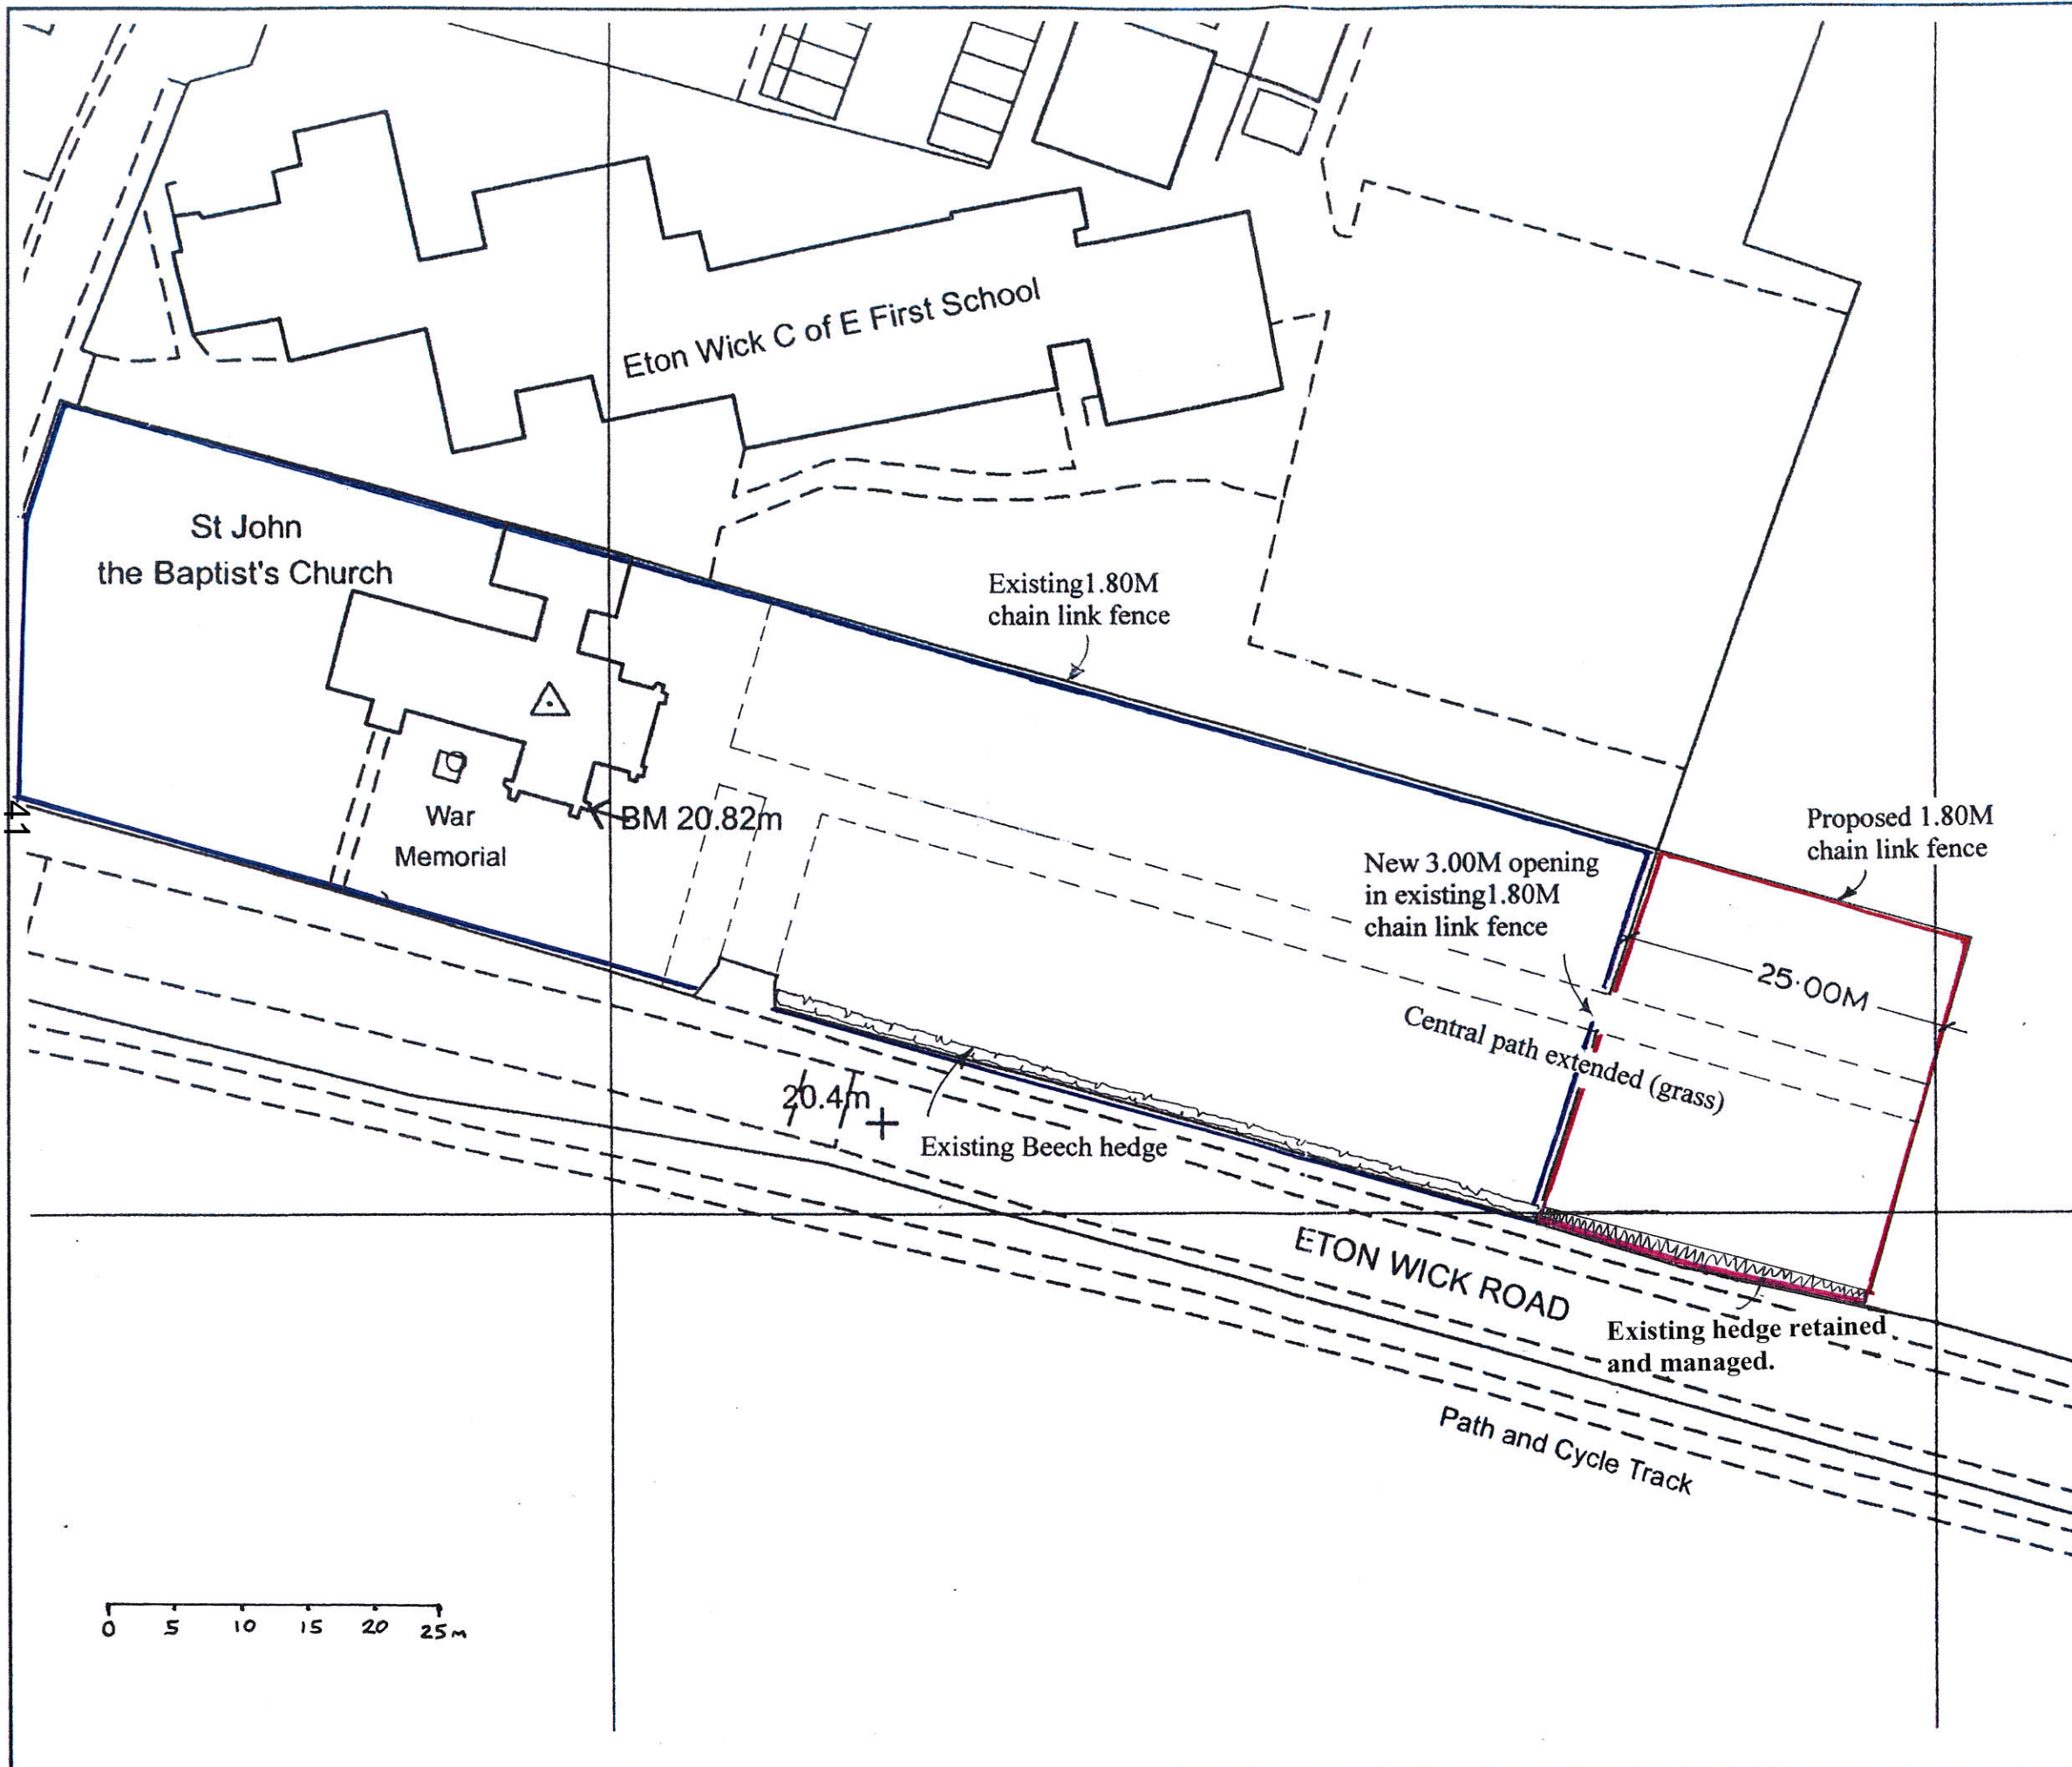 Eton Wick C of E First School
St John
the Baptist's Church
Existing1.80M
chain link fence
War
Memorial
BM 20.82m
41
Proposed 1.80M
chain link fence
New 3.00M opening
in existing1.80M
chain link fence
25.00M
Central path extended (grass)
20.4m
Existing Beech hedge
ETON WICK ROAD
Existing hedge retained
and managed.
Path and Cycle Track
0 5 10 15 20 25M